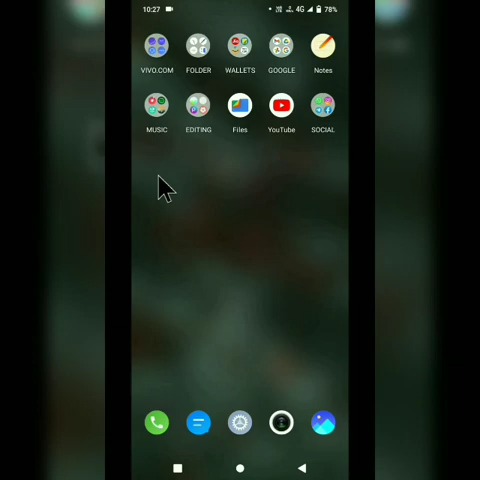 10:27 4G 78%
VIVO.COM FOLDER WALLETS GOOGLE Notes
MUSIC EDITING Files YouTube SOCIAL